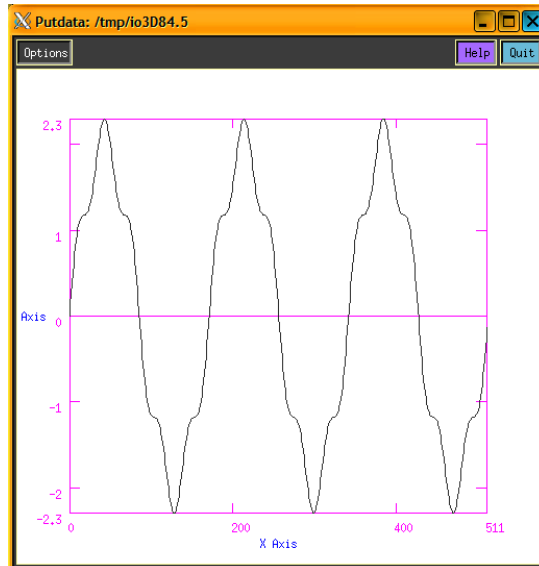 Putdata: /tmp/io3D84.5
Options
Help
Quit
2.3
1
Axis
0
-1
-2
-2.3
0
200
400
511
X Axis